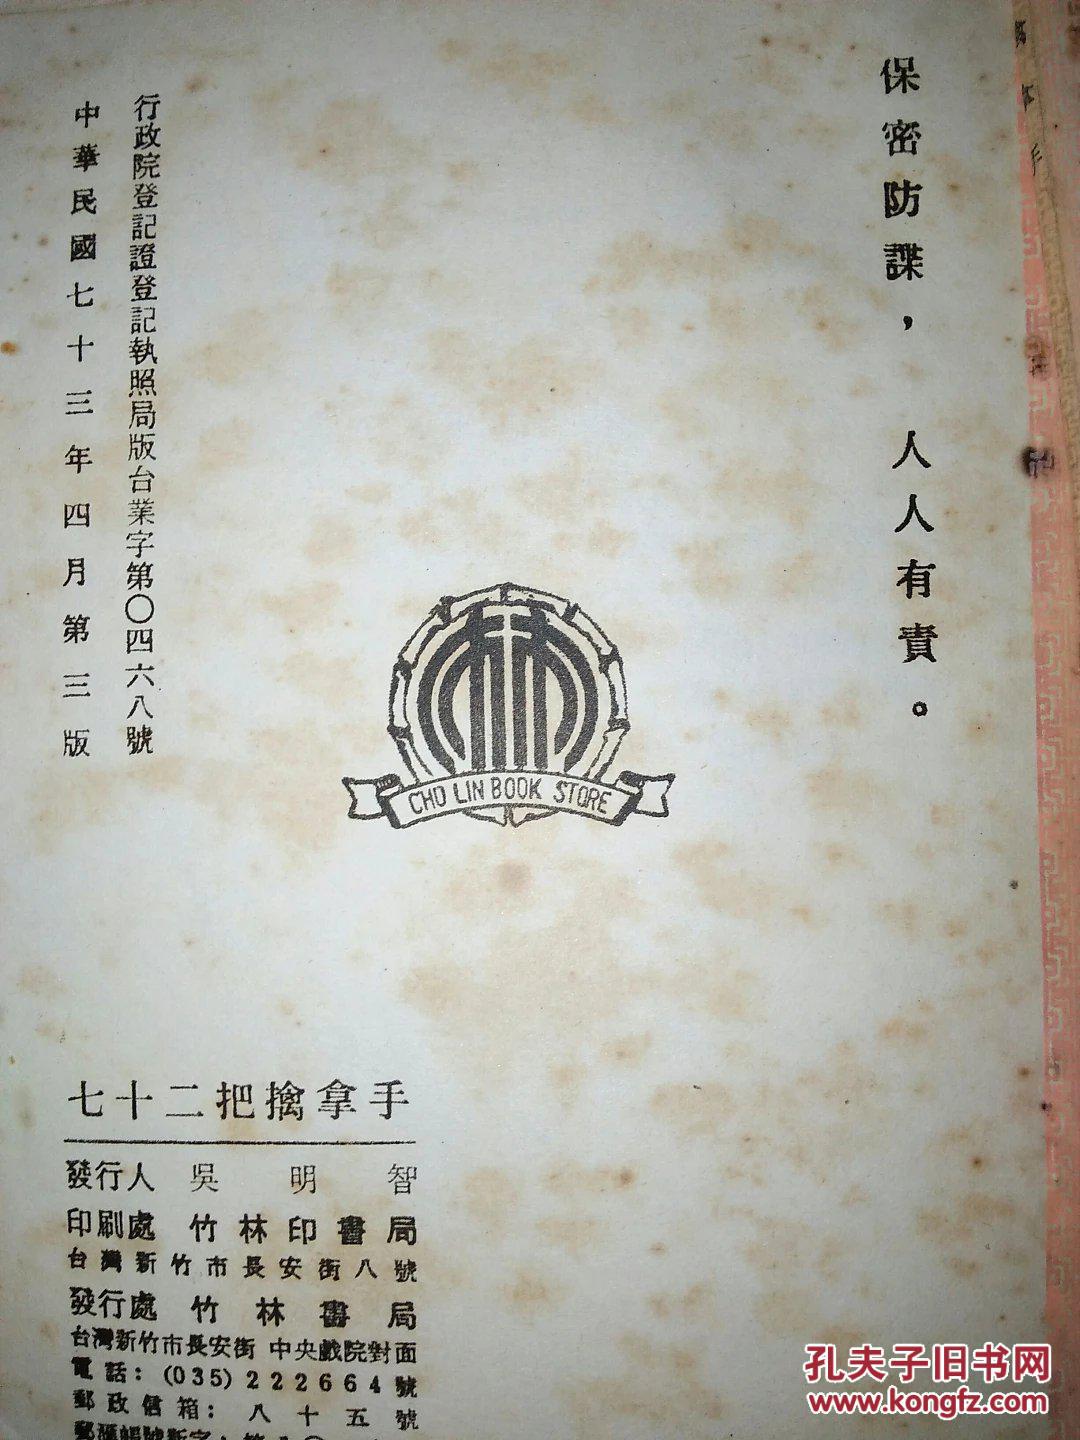 保密防諜，人人有責。
行政院登記證登記執照局版台業字第〇四六八號
中華民國七十三年四月第三版
CHU LIN BOOK STORE
七十二把擒拿手
發行人 吳明智
印刷處 竹林印書局
台灣新竹市長安街八號
發行處 竹林書局
台灣新竹市長安街 中央戲院對面
電話：(035)222664號
郵政信箱：八十五號
孔夫子旧书网
www.kongfz.com